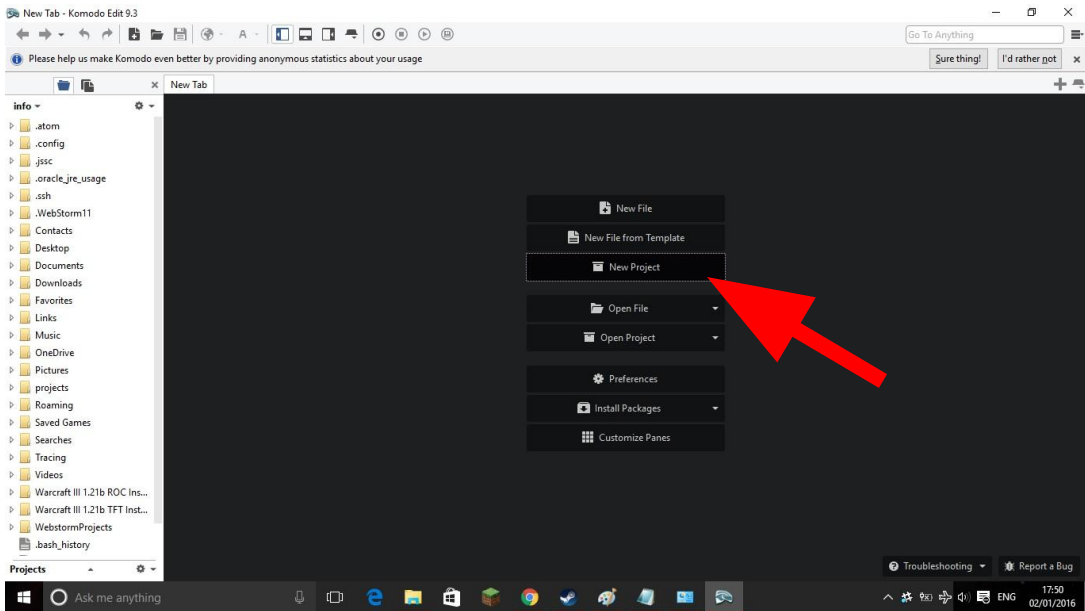 New Tab - Komodo Edit 9.3
Go To Anything
Please help us make Komodo even better by providing anonymous statistics about your usage
Sure thing!
I'd rather not
New Tab
info
.atom
.config
.jssc
.oracle_jre_usage
.ssh
.WebStorm11
Contacts
Desktop
Documents
Downloads
Favorites
Links
Music
OneDrive
Pictures
projects
Roaming
Saved Games
Searches
Tracing
Videos
Warcraft III 1.21b ROC Ins...
Warcraft III 1.21b TFT Inst...
WebstormProjects
.bash_history
Projects
New File
New File from Template
New Project
Open File
Open Project
Preferences
Install Packages
Customize Panes
Troubleshooting
Report a Bug
Ask me anything
ENG
17:50
02/01/2016